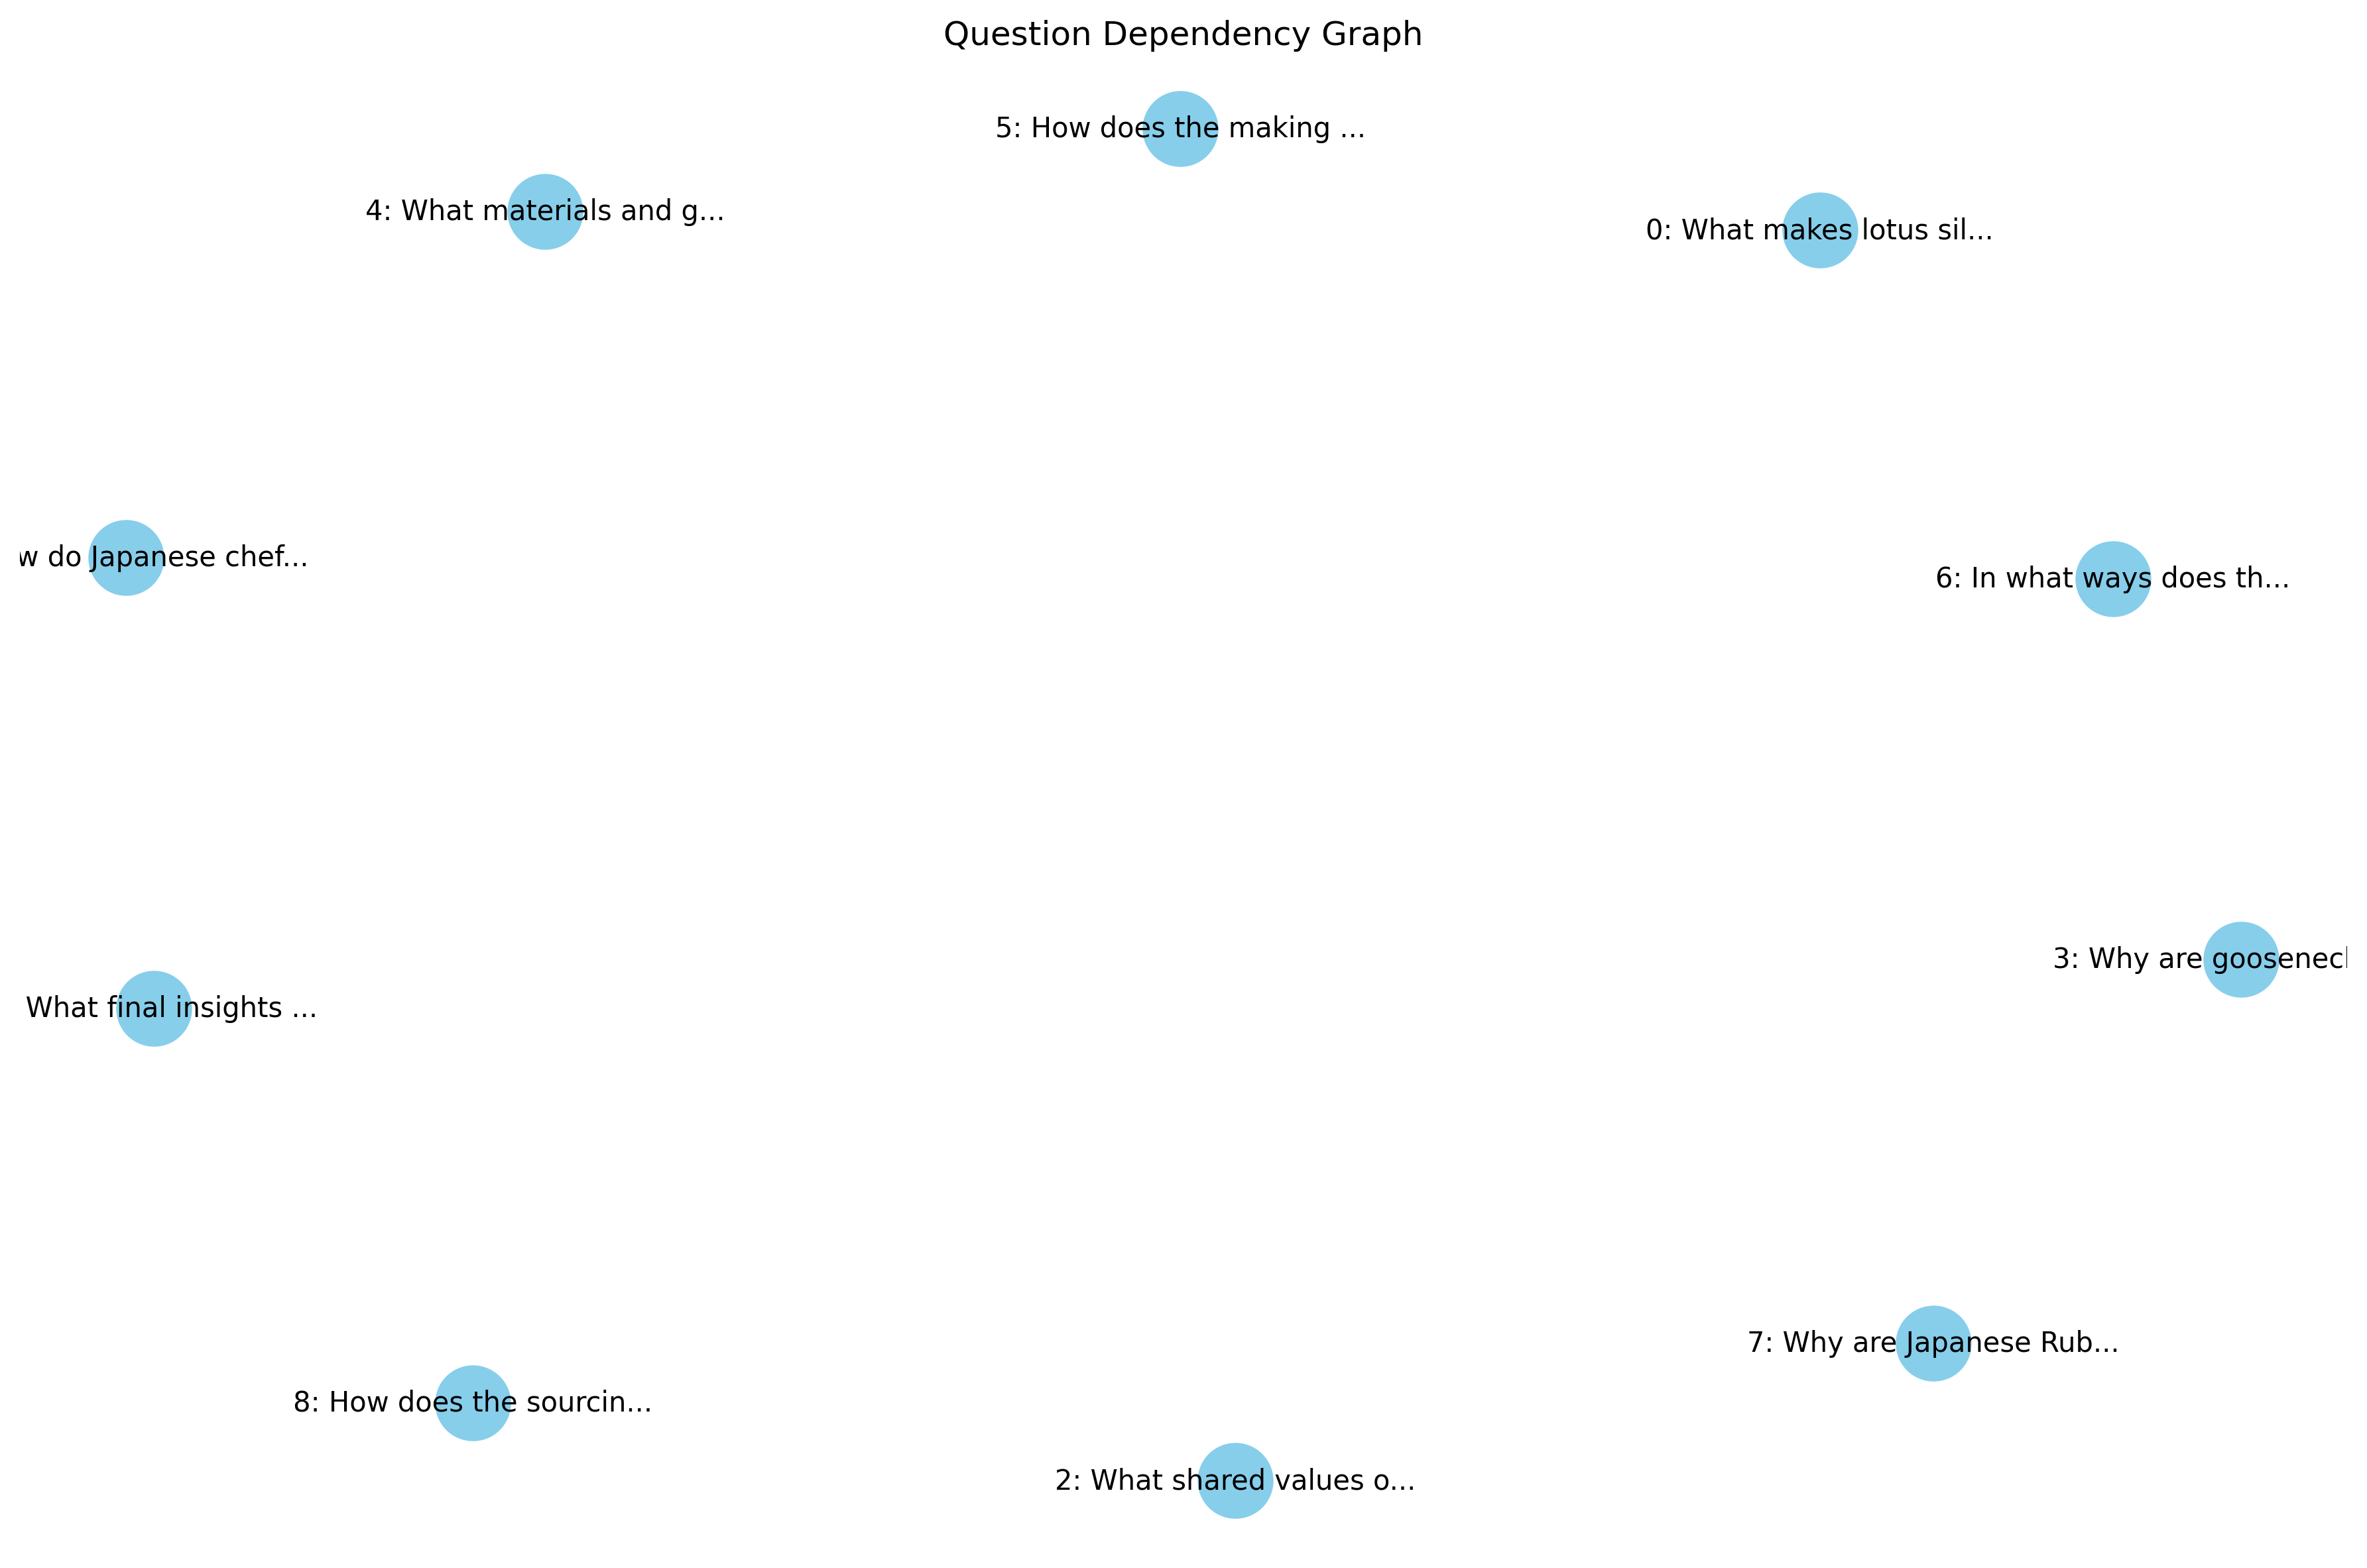 Question Dependency Graph
5: How does the making ...
4: What materials and g...
0: What makes lotus sil...
do Japanese chef...
6: In what ways does th...
3: Why are
What final insights ...
7: Why are Japanese Rub...
8: How does the sourcin...
2: What shared values o...